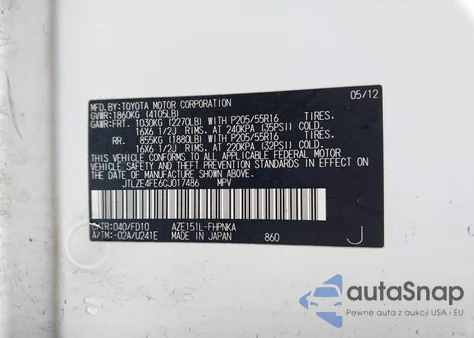 MFD. BY: TOYOTA MOTOR CORPORATION 05/12
GVWR: 1860KG (4105LB)
GAWR: FRT. 1030KG (2270LB) WITH P205/55R16 TIRES.
16X6 1/2J RIMS. AT 240KPA (35PSI) COLD.
RR. 855KG (1880LB) WITH P205/55R16 TIRES.
16X6 1/2J RIMS. AT 220KPA (32PSI) COLD.
THIS VEHICLE CONFORMS TO ALL APPLICABLE FEDERAL MOTOR
VEHICLE SAFETY, BUMPER, AND THEFT PREVENTION STANDARDS
IN EFFECT ON THE DATE OF MANUFACTURE SHOWN ABOVE.
JTLZE4FE6CJ017486 MPV
C/TR: 040/FD10 AZE151L-FHPNKA
A/TM: -02A/U241E MADE IN JAPAN 860 J
autoSnap
Pewne auta z aukcji USA - EU